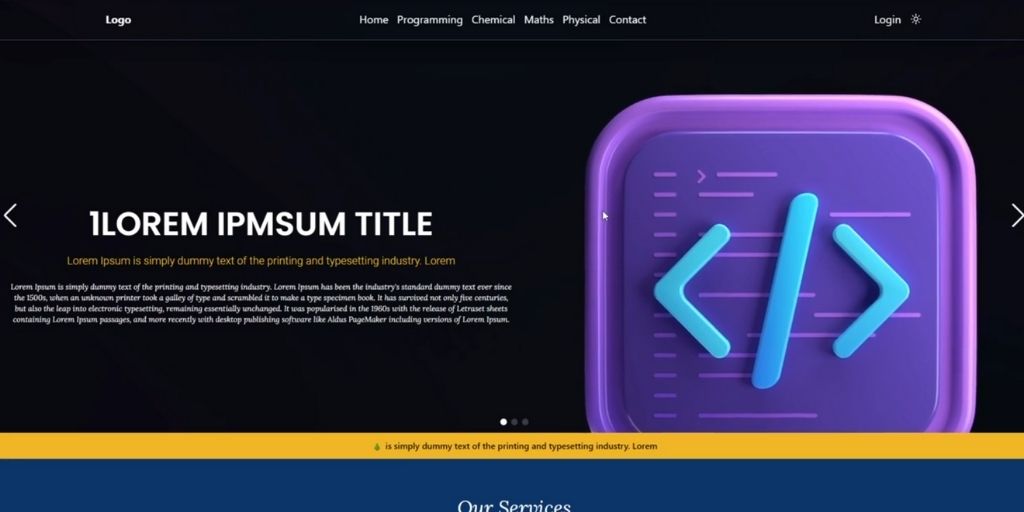 Logo
Home Programming Chemical Maths Physical Contact
Login
1LOREM IPMSUM TITLE
Lorem Ipsum is simply dummy text of the printing and typesetting industry. Lorem
Lorem Ipsum is simply dummy text of the printing and typesetting industry. Lorem Ipsum has been the industry's standard dummy text ever since
the 1500s, when an unknown printer took a galley of type and scrambled it to make a type specimen book. It has survived not only five centuries,
but also the leap into electronic typesetting, remaining essentially unchanged. It was popularised in the 1960s with the release of Letraset sheets
containing Lorem Ipsum passages, and more recently with desktop publishing software like Aldus PageMaker including versions of Lorem Ipsum.
is simply dummy text of the printing and typesetting industry. Lorem
Our Services